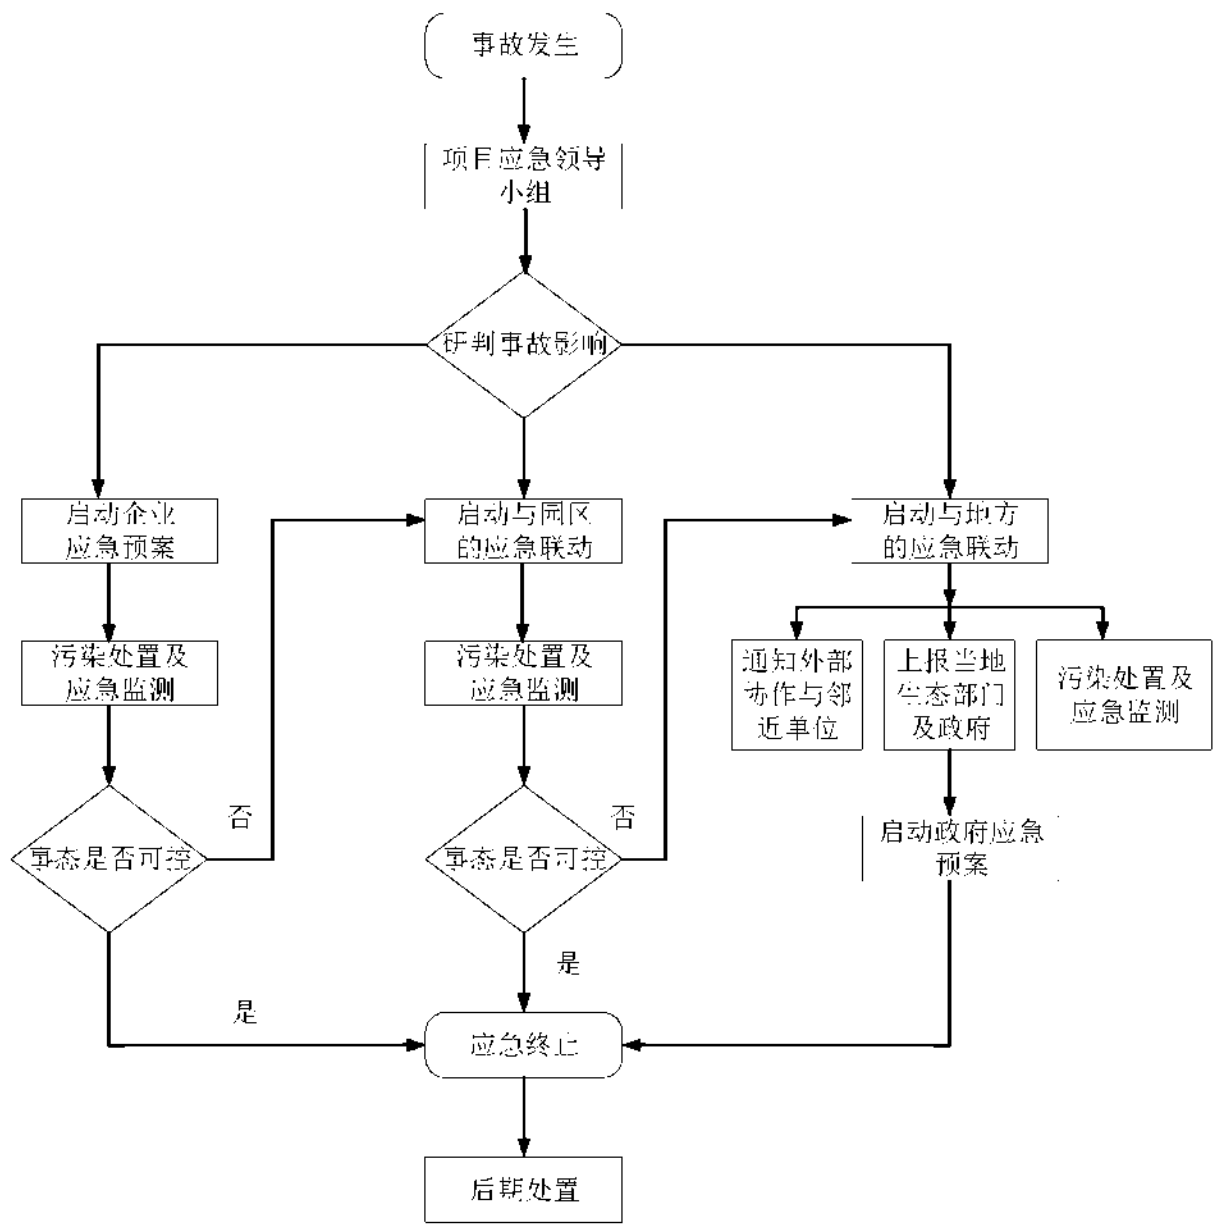 事故发生
项目应急领导
小组
研判事故影响
启动企业
应急预案
启动与园区
的应急联动
启动与地方
的应急联动
污染处置及
应急监测
污染处置及
应急监测
通知外部
协作与邻
近单位
上报当地
生态部门
及政府
污染处置及
应急监测
否
否
事态是否可控
事态是否可控
启动政府应急
预案
是
是
应急终止
后期处置